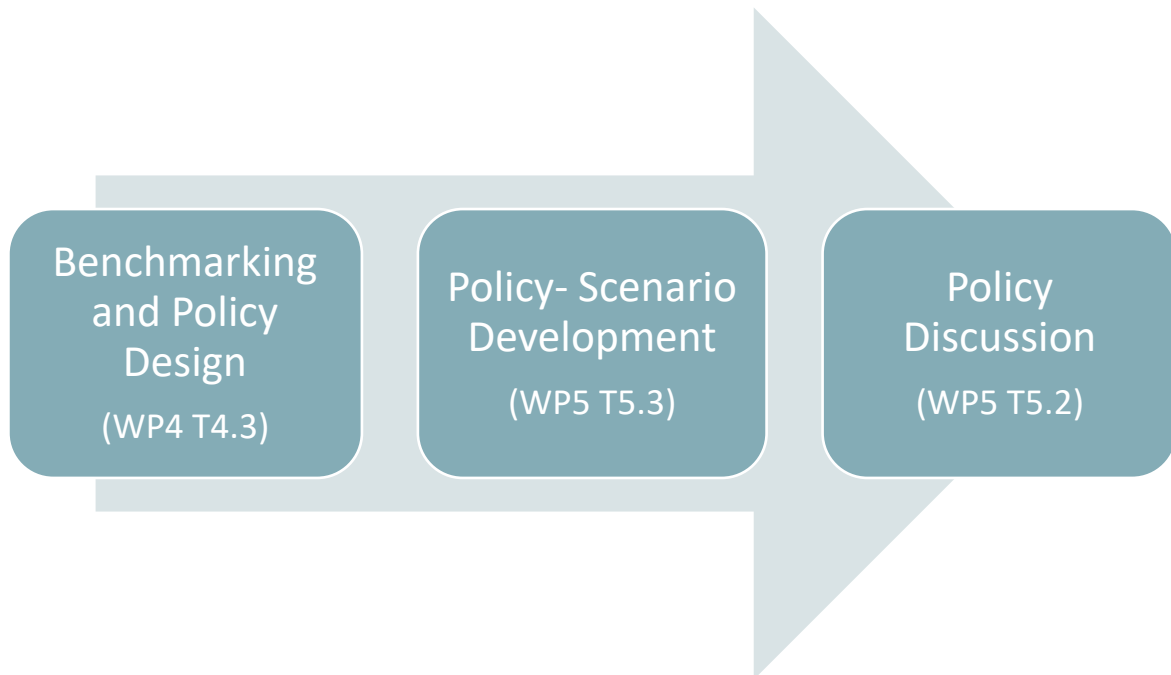 Benchmarking
and Policy
Design
(WP4 T4.3)
Policy- Scenario
Development
(WP5 T5.3)
Policy
Discussion
(WP5 T5.2)